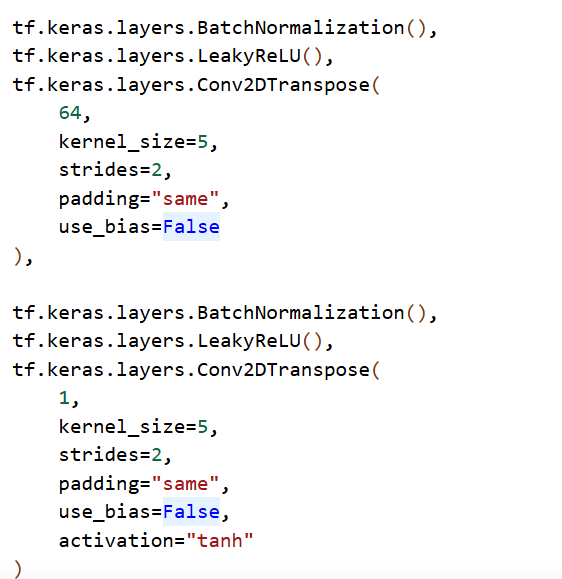 tf.keras.layers.BatchNormalization(),
tf.keras.layers.LeakyReLU(),
tf.keras.layers.Conv2DTranspose(
    64,
    kernel_size=5,
    strides=2,
    padding="same",
    use_bias=False
),

tf.keras.layers.BatchNormalization(),
tf.keras.layers.LeakyReLU(),
tf.keras.layers.Conv2DTranspose(
    1,
    kernel_size=5,
    strides=2,
    padding="same",
    use_bias=False,
    activation="tanh"
)